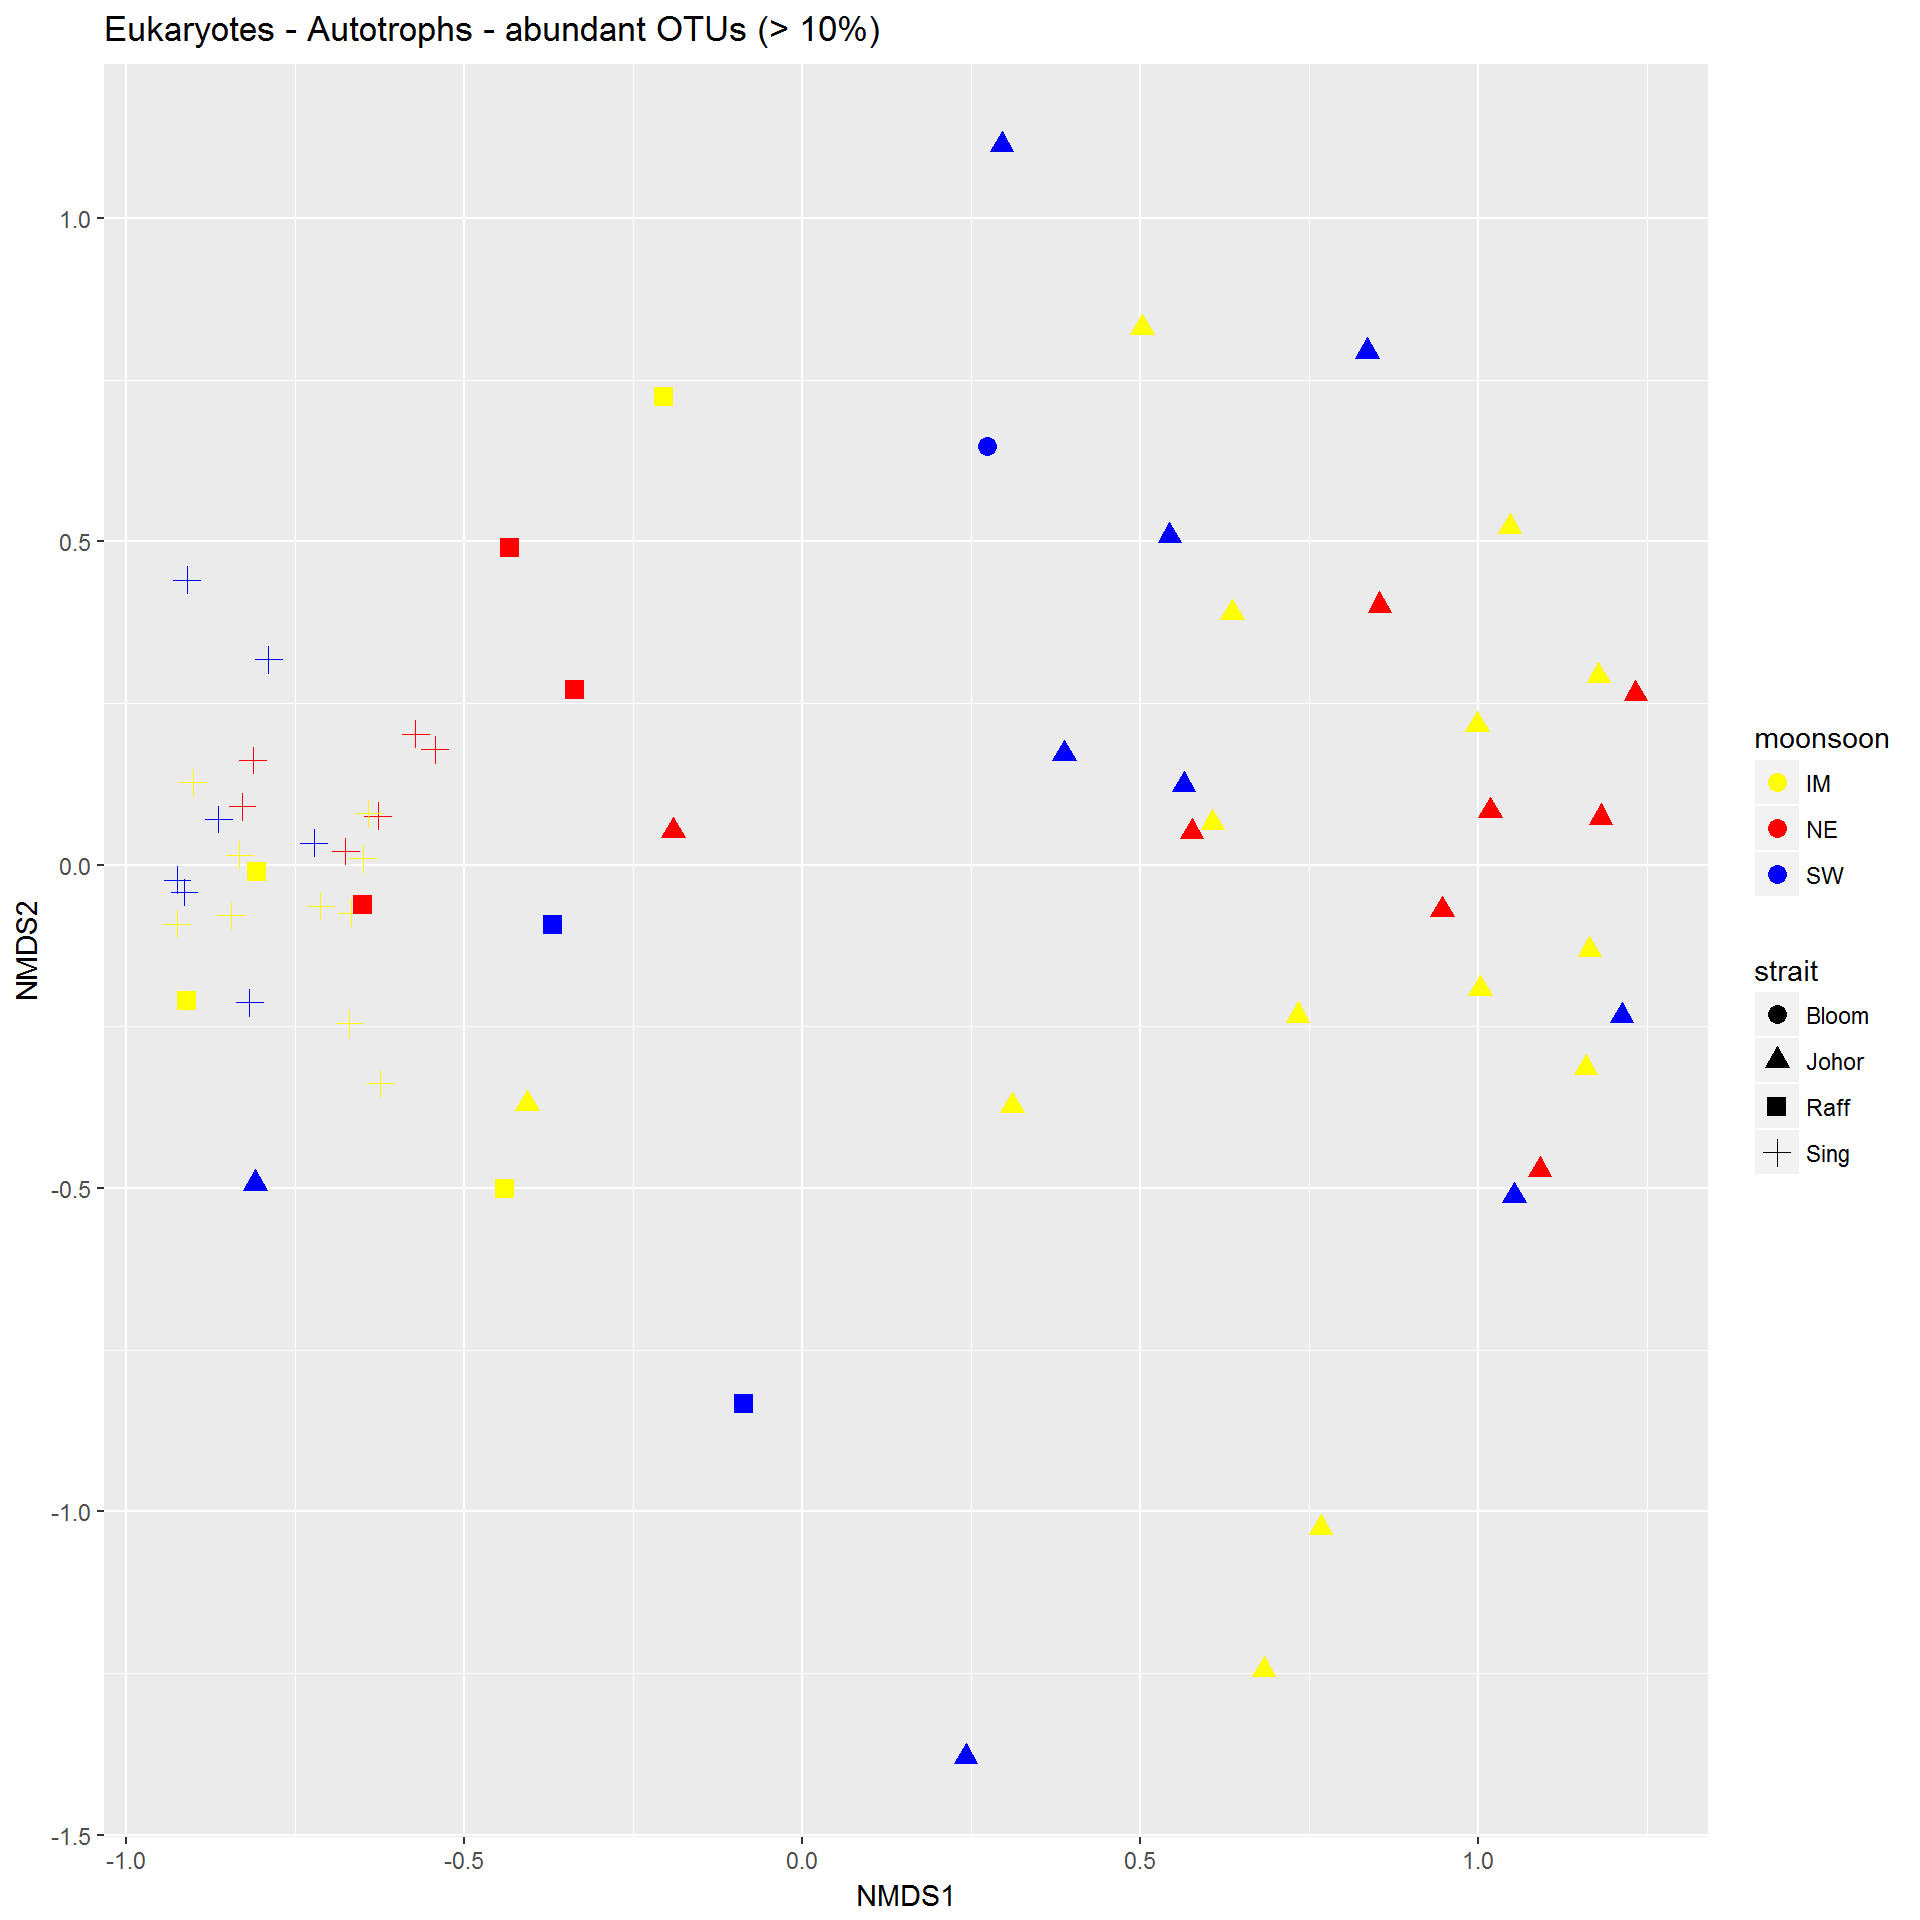 Eukaryotes - Autotrophs - abundant OTUs (> 10%)
1.0
0.5
0.0
-0.5
-1.0
-1.5
NMDS2
-1.0
-0.5
0.0
0.5
1.0
NMDS1
moonsoon
IM
NE
SW
strait
Bloom
Johor
Raff
Sing